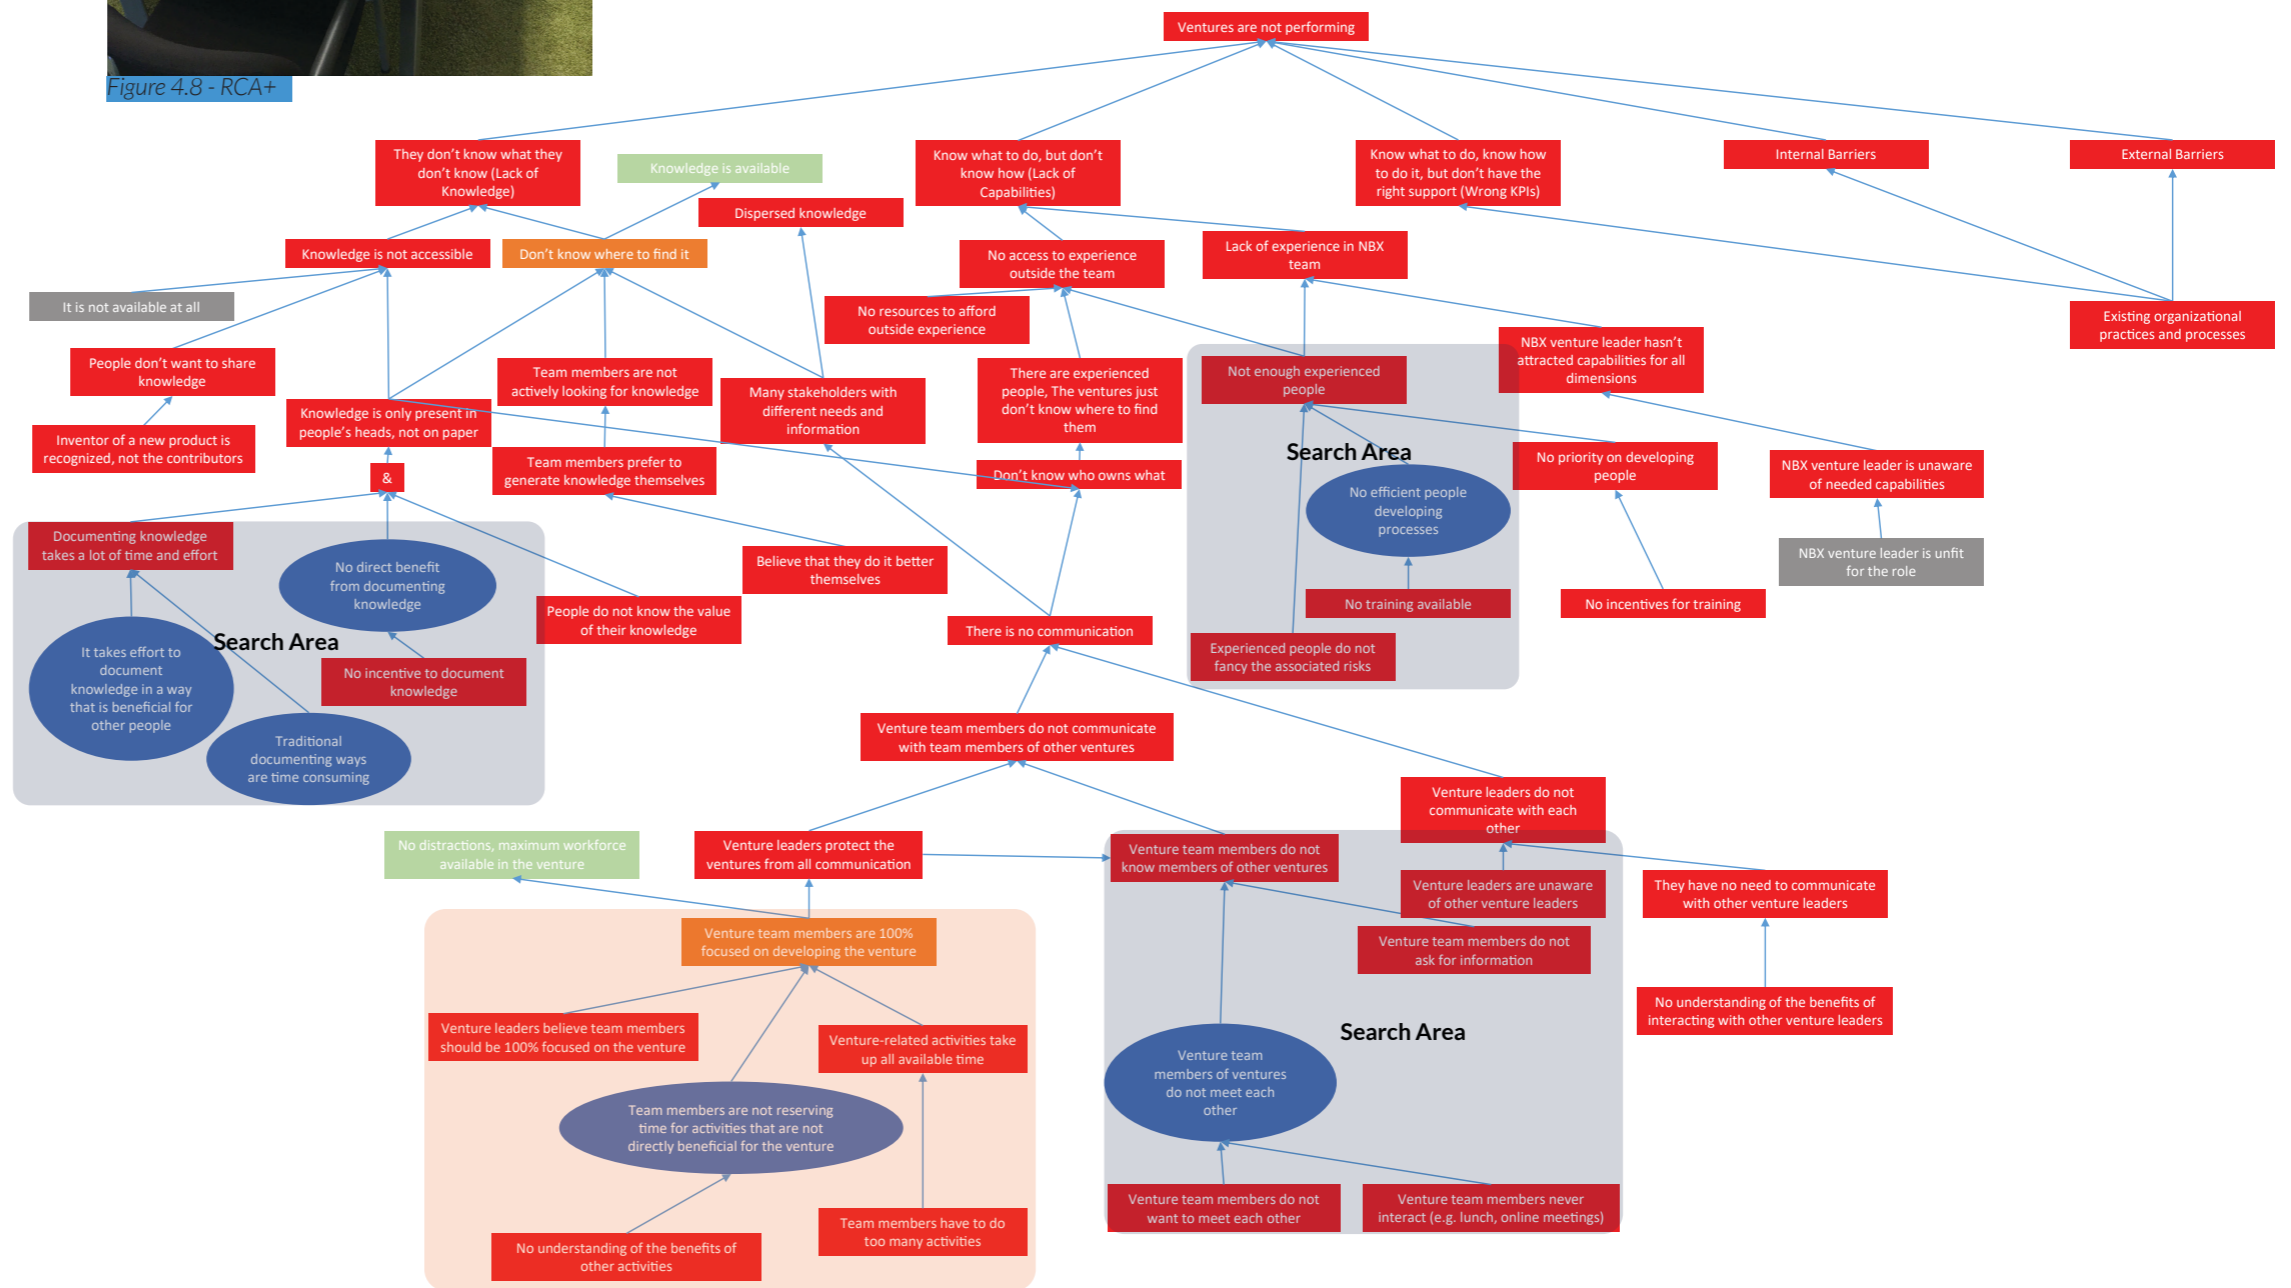 Ventures are not performing
Figure 4.8 - RCA+
They don't know what they
don't know (Lack of
Knowledge)
Knowledge is available
Know what to do, but don't
know how (Lack of
Capabilities)
Know what to do, know how
to do it, but don't have the
right support (Wrong KPIs)
Internal Barriers
External Barriers
Dispersed knowledge
Knowledge is not accessible
Don't know where to find it
No access to experience
outside the team
Lack of experience in NBX
team
It is not available at all
No resources to afford
outside experience
Existing organizational
practices and processes
People don't want to share
knowledge
Team members are not
actively looking for knowledge
Many stakeholders with
different needs and
information
There are experienced
people, The ventures just
don't know where to find
them
Not enough experienced
people
NBX venture leader hasn't
attracted capabilities for all
dimensions
Inventor of a new product is
recognized, not the contributors
Knowledge is only present in
people's heads, not on paper
&
Team members prefer to
generate knowledge themselves
Don't know who owns what
Search Area
No efficient people
developing
processes
No priority on developing
people
NBX venture leader is unaware
of needed capabilities
Documenting knowledge
takes a lot of time and effort
No direct benefit
from documenting
knowledge
Believe that they do it better
themselves
NBX venture leader is unfit
for the role
People do not know the value
of their knowledge
There is no communication
No training available
No incentives for training
Search Area
It takes effort to
document
knowledge in a way
that is beneficial for
other people
No incentive to document
knowledge
Experienced people do not
fancy the associated risks
Traditional
documenting ways
are time consuming
Venture team members do not communicate
with team members of other ventures
Venture leaders do not
communicate with each
other
No distractions, maximum workforce
available in the venture
Venture leaders protect the
ventures from all communication
Venture team members do not
know members of other ventures
Venture leaders are unaware
of other venture leaders
They have no need to communicate
with other venture leaders
Venture team members are 100%
focused on developing the venture
Venture team members do not
ask for information
Venture leaders believe team members
should be 100% focused on the venture
Venture-related activities take
up all available time
Search Area
No understanding of the benefits of
interacting with other venture leaders
Team members are not reserving
time for activities that are not
directly beneficial for the venture
Venture team
members of ventures
do not meet each
other
No understanding of the benefits of
other activities
Team members have to do
too many activities
Venture team members do not
want to meet each other
Venture team members never
interact (e.g. lunch, online meetings)